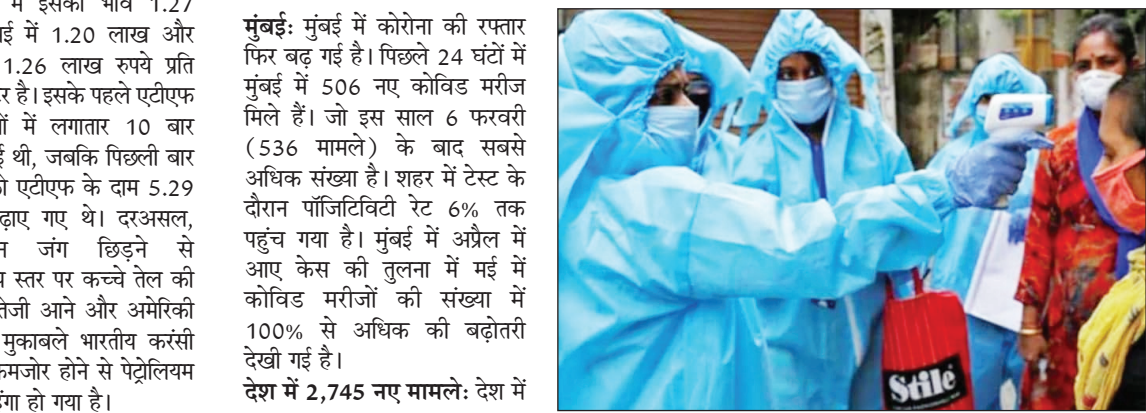 में इसका भाव 1.27
में 1.20 लाख और
1.26 लाख रुपये प्रति
है। इसके पहले एटीएफ
में लगातार 10 बार
थी, जबकि पिछली बार
एटीएफ के दाम 5.29
गए थे। दरअसल,
जंग छिड़ने से
स्तर पर कच्चे तेल की
तेजी आने और अमेरिकी
मुकाबले भारतीय करंसी
कमजोर होने से पेट्रोलियम
हो गया है।
मुंबई: मुंबई में कोरोना की रफ्तार
फिर बढ़ गई है। पिछले 24 घंटों में
मुंबई में 506 नए कोविड मरीज
मिले हैं। जो इस साल 6 फरवरी
(536 मामले) के बाद सबसे
अधिक संख्या है। शहर में टेस्ट के
दौरान पॉजिटिविटी रेट 6% तक
पहुंच गया है। मुंबई में अप्रैल में
आए केस की तुलना में मई में
कोविड मरीजों की संख्या में
100% से अधिक की बढ़ोतरी
देखी गई है।
देश में 2,745 नए मामले: देश में
Stile